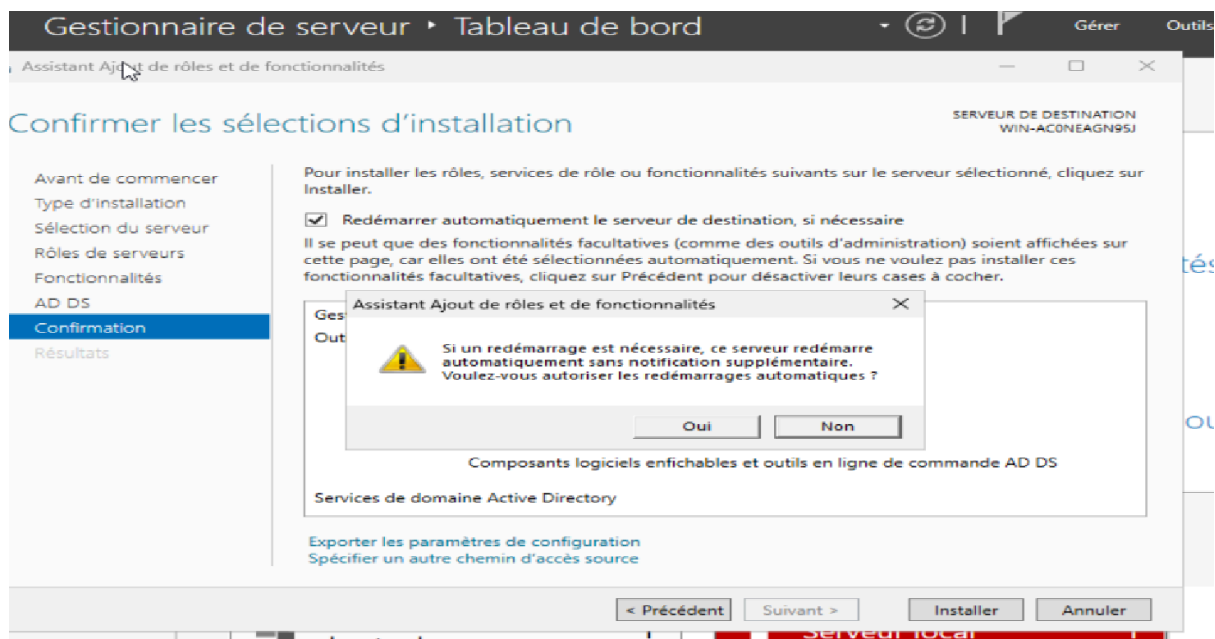 Gestionnaire de serveur ‣ Tableau de bord
Gérer
Outils
Assistant Ajout de rôles et de fonctionnalités
Confirmer les sélections d'installation
SERVEUR DE DESTINATION
WIN-AC0NEAGN95J
Avant de commencer
Type d'installation
Sélection du serveur
Rôles de serveurs
Fonctionnalités
AD DS
Confirmation
Résultats
Pour installer les rôles, services de rôle ou fonctionnalités suivants sur le serveur sélectionné, cliquez sur
Installer.
Redémarrer automatiquement le serveur de destination, si nécessaire
Il se peut que des fonctionnalités facultatives (comme des outils d'administration) soient affichées sur
cette page, car elles ont été sélectionnées automatiquement. Si vous ne voulez pas installer ces
fonctionnalités facultatives, cliquez sur Précédent pour désactiver leurs cases à cocher.
Ges
Out
Assistant Ajout de rôles et de fonctionnalités
Si un redémarrage est nécessaire, ce serveur redémarre
automatiquement sans notification supplémentaire.
Voulez-vous autoriser les redémarrages automatiques ?
Oui
Non
Composants logiciels enfichables et outils en ligne de commande AD DS
Services de domaine Active Directory
Exporter les paramètres de configuration
Spécifier un autre chemin d'accès source
< Précédent
Suivant >
Installer
Annuler
tés
ou
Serveur local